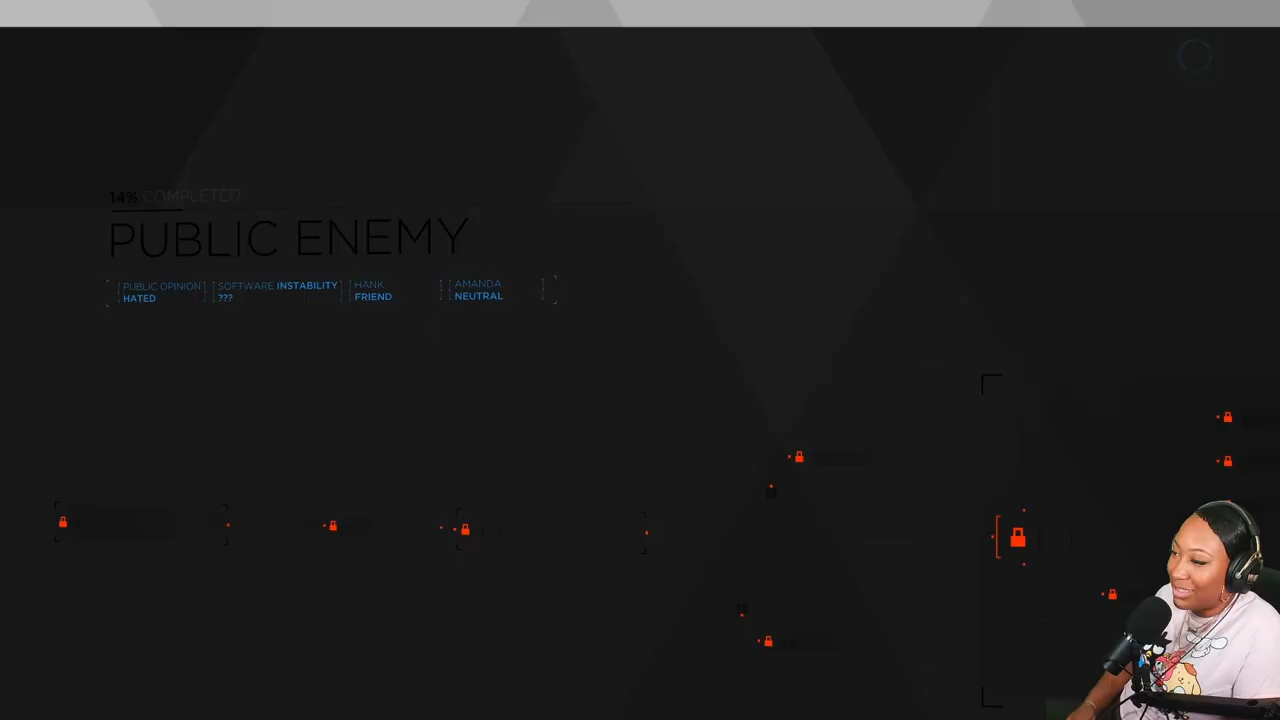 14% COMPLETED
PUBLIC ENEMY
PUBLIC OPINION
HATED
SOFTWARE INSTABILITY
???
HANK
FRIEND
AMANDA
NEUTRAL